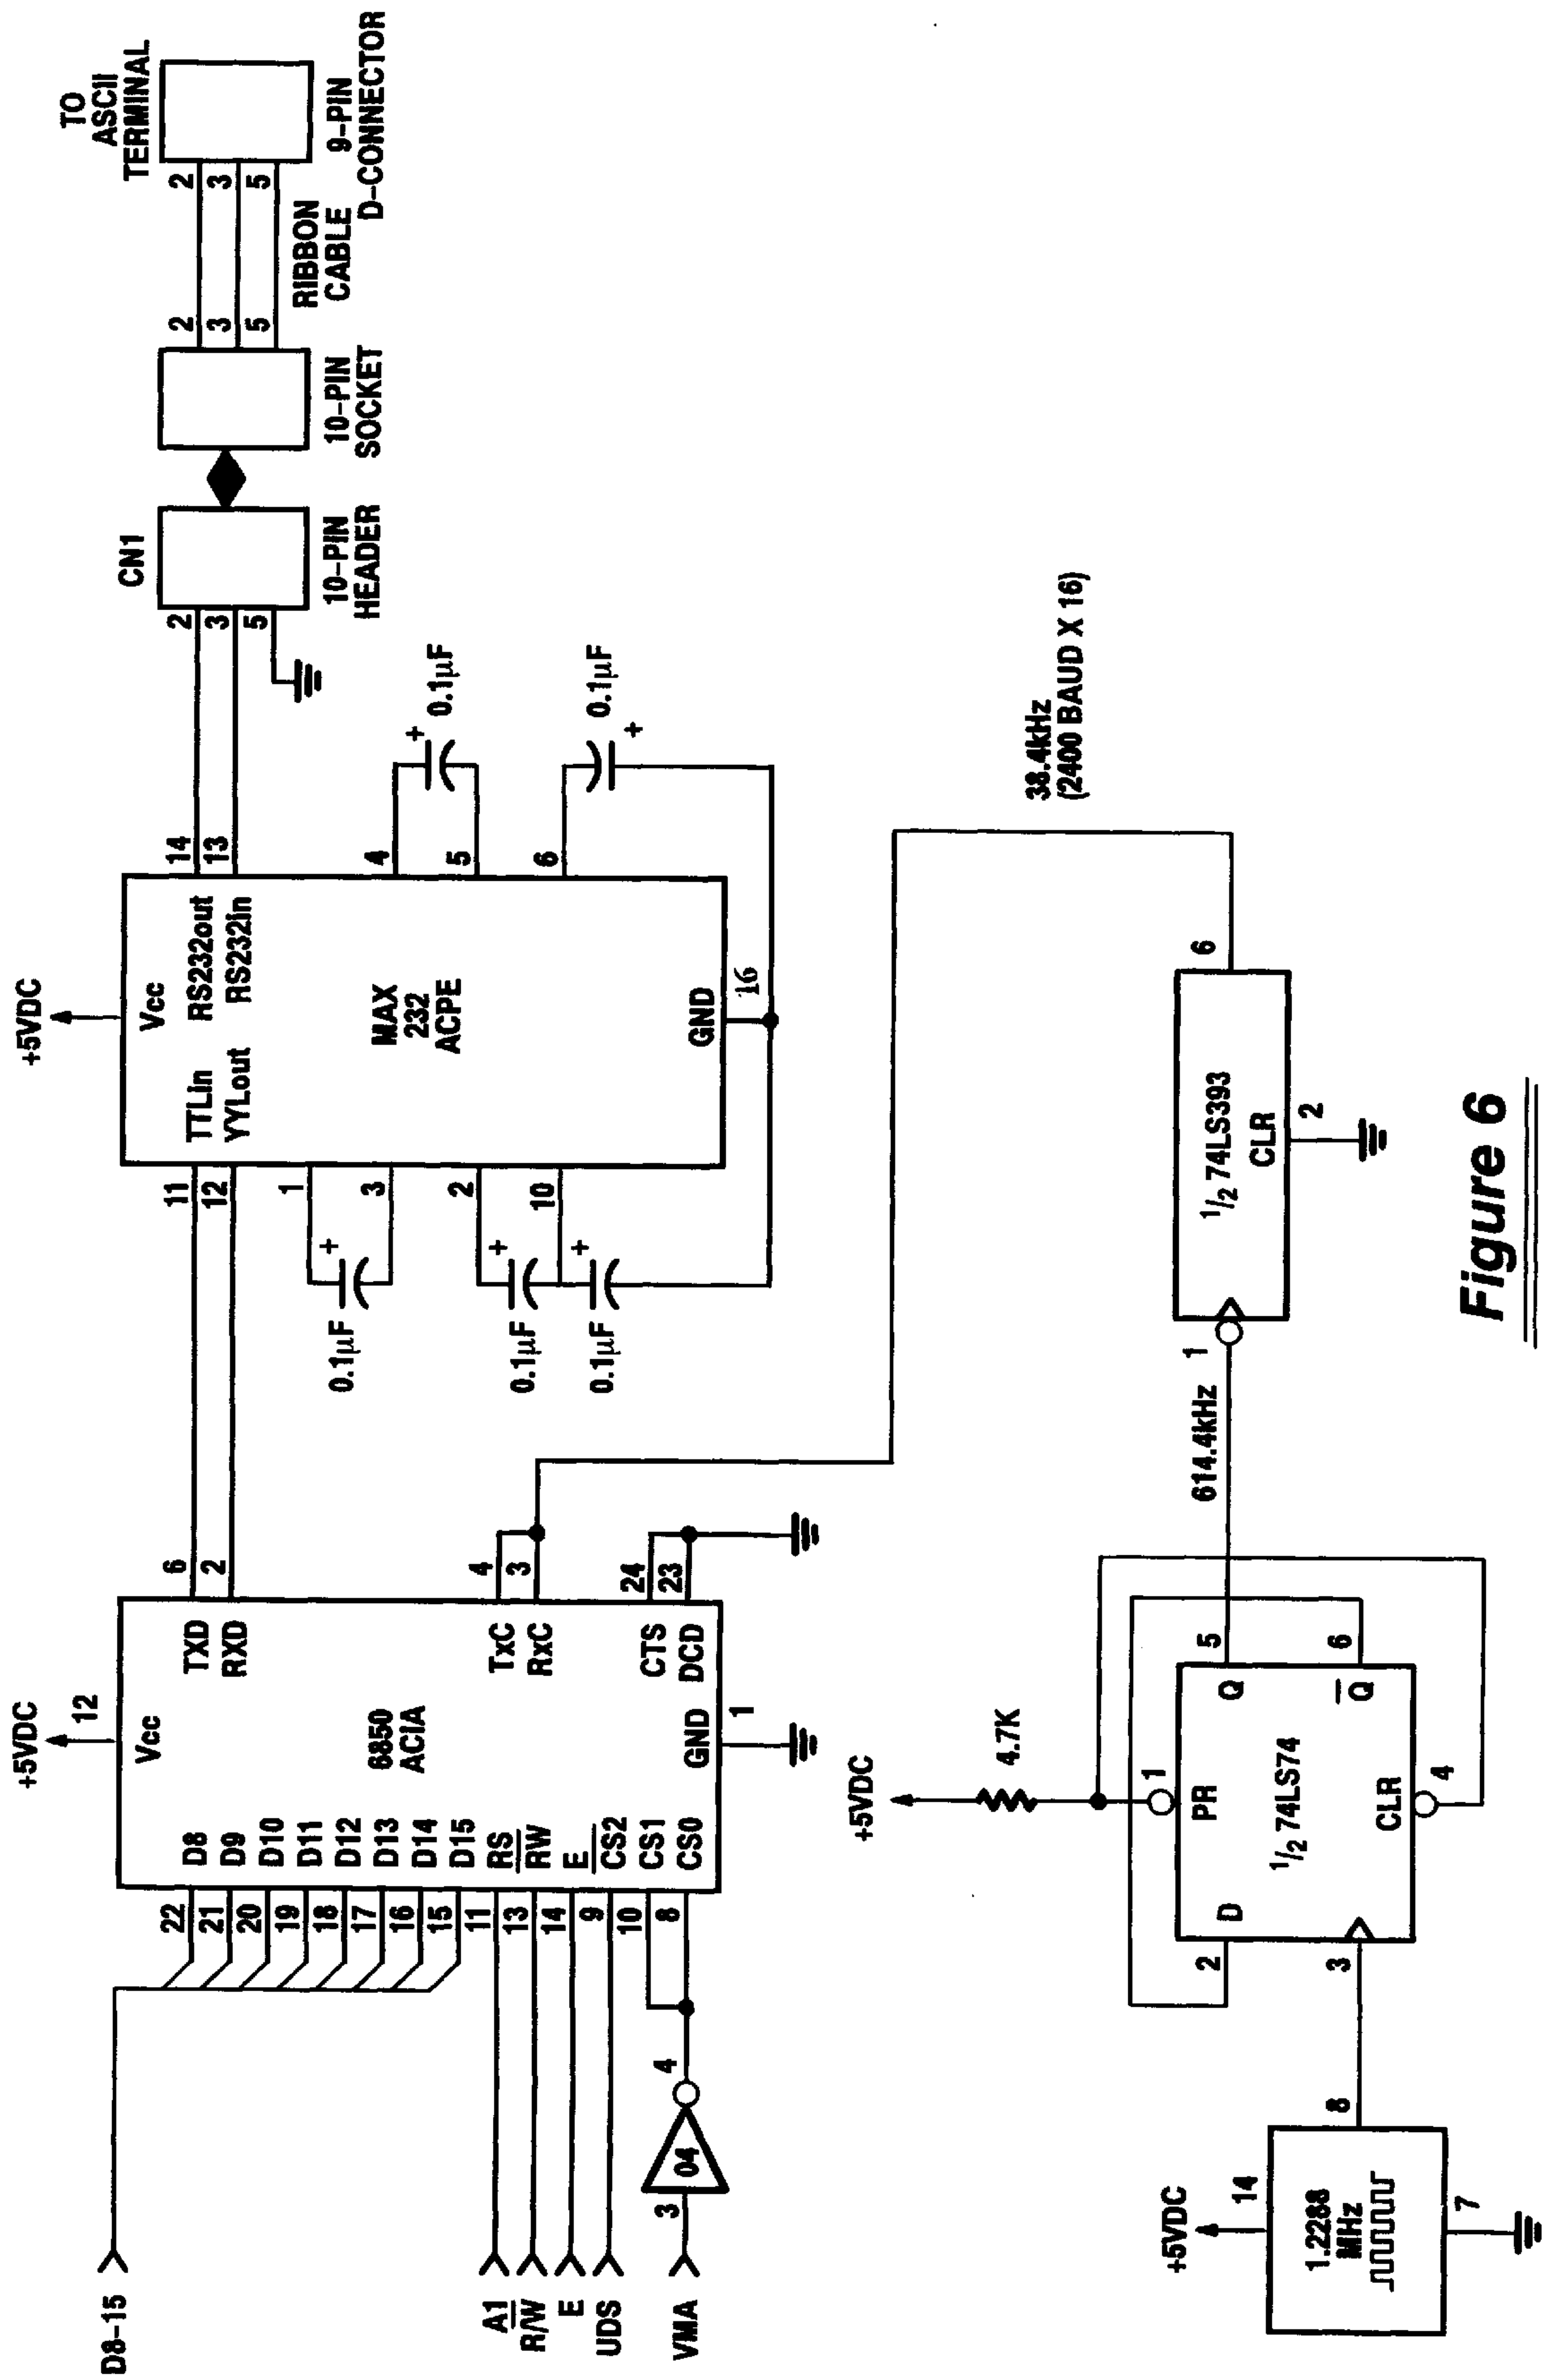 +5VDC
12
Vcc
6850
ACIA
D8
D9
D10
D11
D12
D13
D14
D15
RS
RW
E
CS2
CS1
CS0
TXD
RXD
TxC
RxC
CTS
DCD
GND
1
22
21
20
19
18
17
16
15
11
13
14
9
10
8
D8-15
A1
R/W
E
UDS
VMA
3
04
4
6
2
4
3
24
23
+5VDC
Vcc
TTLin
RS232out
YYLout
RS232in
MAX
232
ACPE
GND
16
11
12
1
3
2
10
14
13
4
5
6
+
0.1µF
+
0.1µF
+
0.1µF
+
0.1µF
+
0.1µF
CN1
2
3
5
10-PIN
HEADER
10-PIN
SOCKET
2
3
5
RIBBON
CABLE
2
3
5
TO
ASCII
TERMINAL
9-PIN
D-CONNECTOR
+5VDC
14
1.2288
MHz
7
8
+5VDC
4.7K
1
PR
D
2
3
1/2 74LS74
Q
5
Q
6
CLR
4
614.4kHz
1
1/2 74LS393
CLR
2
6
38.4kHz
(2400 BAUD X 16)
Figure 6